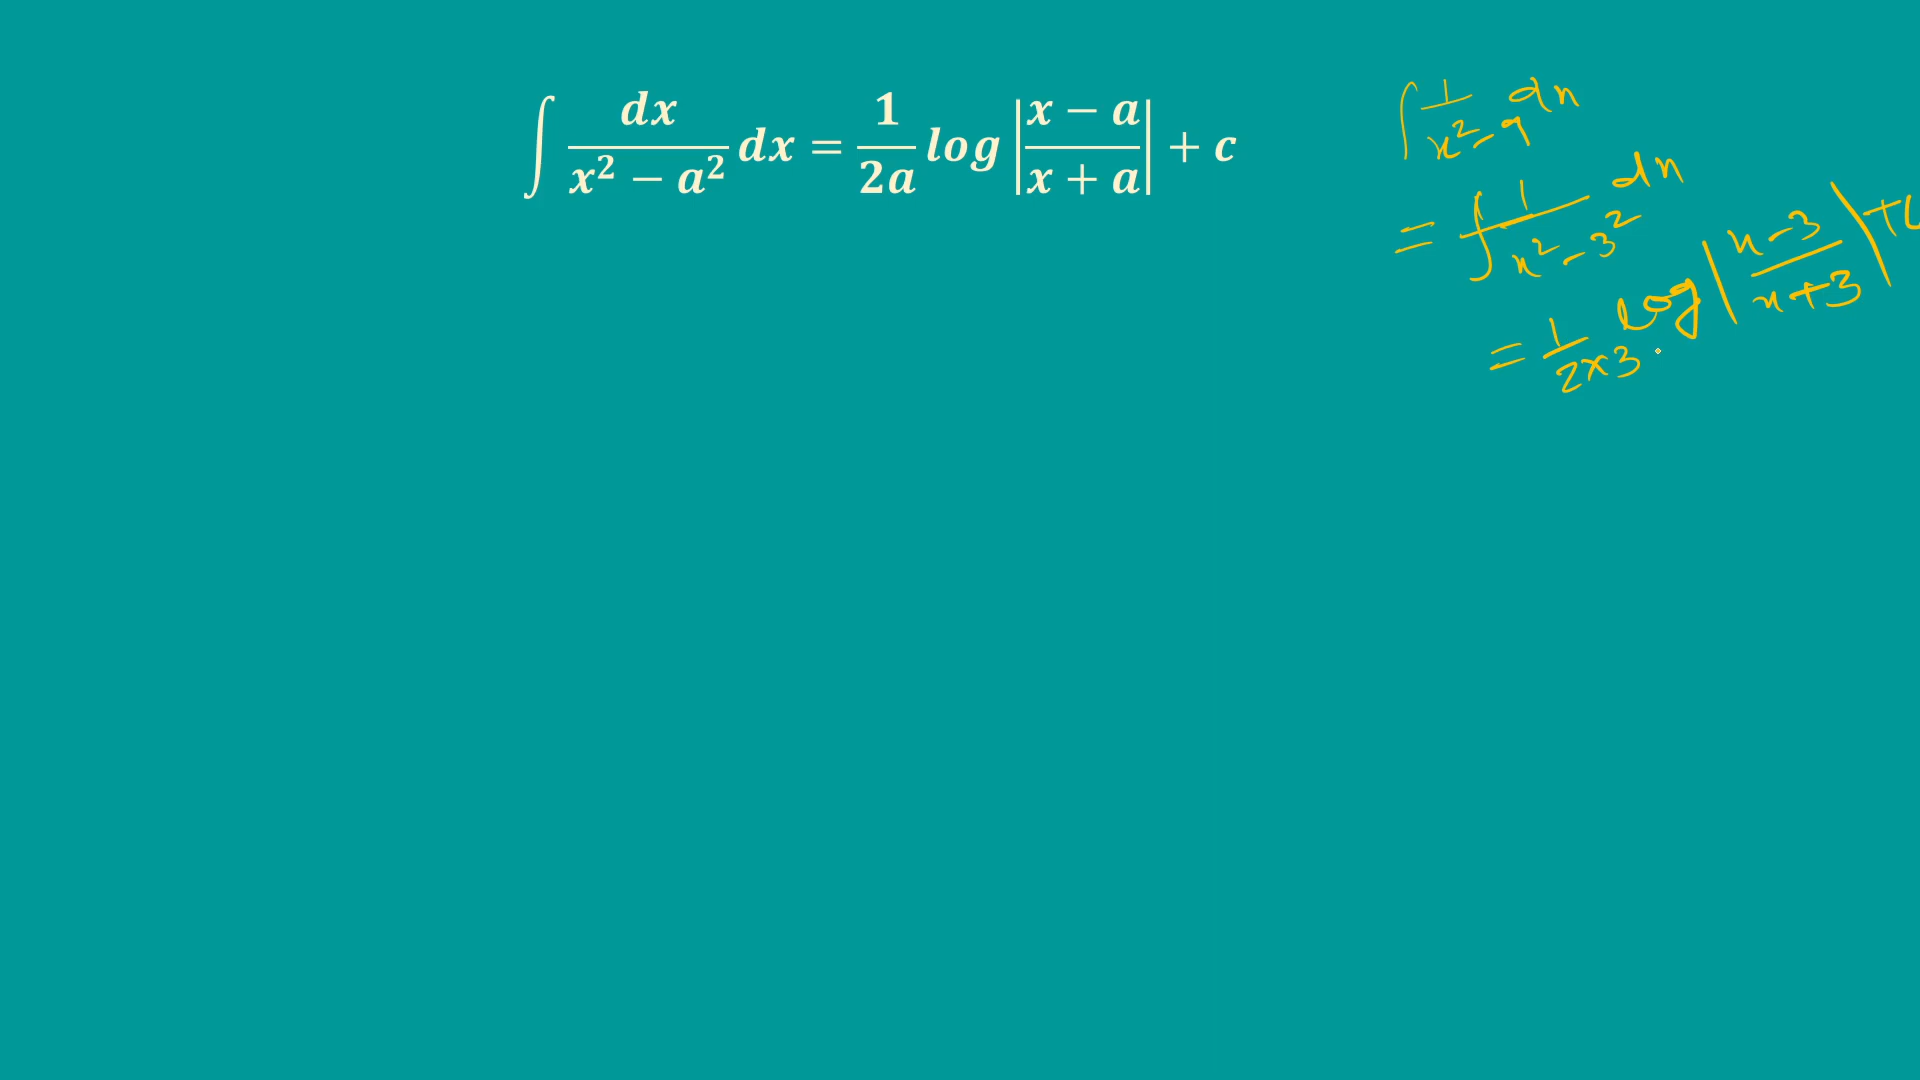 ∫ dx/(x² − a²) dx = 1/2a log |(x − a)/(x + a)| + c
∫ 1/(x² − 9) dx
= ∫ 1/(x² − 3²) dx
= 1/(2×3) log |(x − 3)/(x + 3)| + c